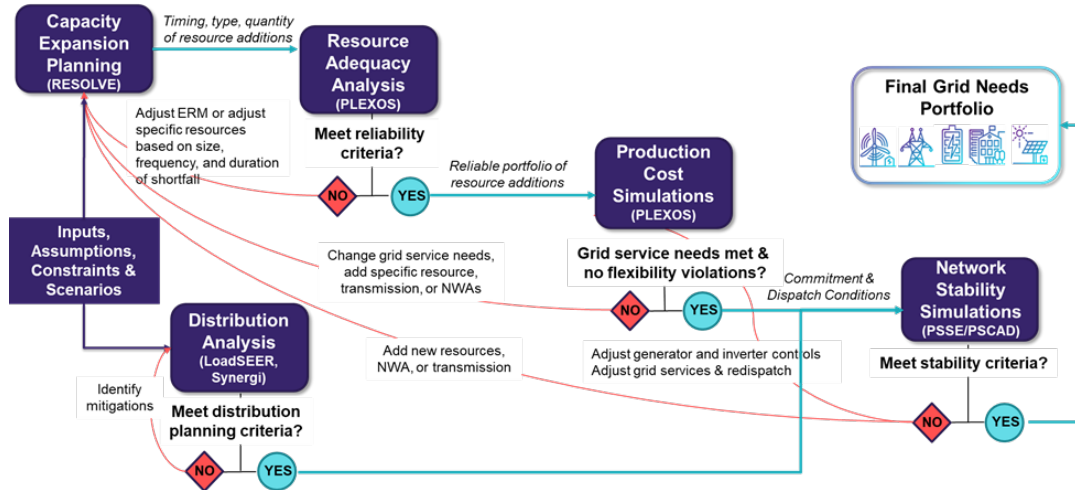 Capacity
Expansion
Planning
(RESOLVE)
Timing, type, quantity
of resource additions
Resource
Adequacy
Analysis
(PLEXOS)
Adjust ERM or adjust
specific resources
based on size,
frequency, and duration
of shortfall
Meet reliability
criteria?
NO
YES
Reliable portfolio of
resource additions
Production
Cost
Simulations
(PLEXOS)
Final Grid Needs
Portfolio
Inputs,
Assumptions,
Constraints &
Scenarios
Change grid service needs,
add specific resource,
transmission, or NWAs
Grid service needs met &
no flexibility violations?
NO
YES
Commitment &
Dispatch Conditions
Network
Stability
Simulations
(PSSE/PSCAD)
Distribution
Analysis
(LoadSEER,
Synergi)
Identify
mitigations
Add new resources,
NWA, or transmission
Adjust generator and inverter controls
Adjust grid services & redispatch
Meet stability criteria?
NO
YES
Meet distribution
planning criteria?
NO
YES